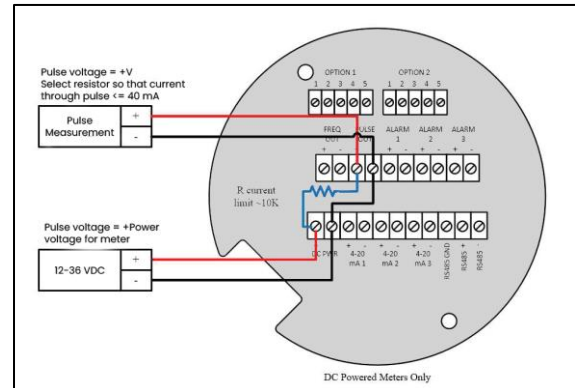 Pulse voltage = +V
Select resistor so that current
through pulse <= 40 mA
Pulse
Measurement
+
-
Pulse voltage = +Power
voltage for meter
12-36 VDC
+
-
OPTION 1
OPTION 2
1 2 3 4 5
1 2 3 4 5
FREQ
OUT
PULSE
OUT
ALARM
1
ALARM
2
ALARM
3
+ -
+ - + - + -
R current
limit ~10K
DC PWR
+ -
4-20
mA 1
+ -
4-20
mA 2
+ -
4-20
mA 3
RS485 GND
RS485 +
RS485 -
DC Powered Meters Only